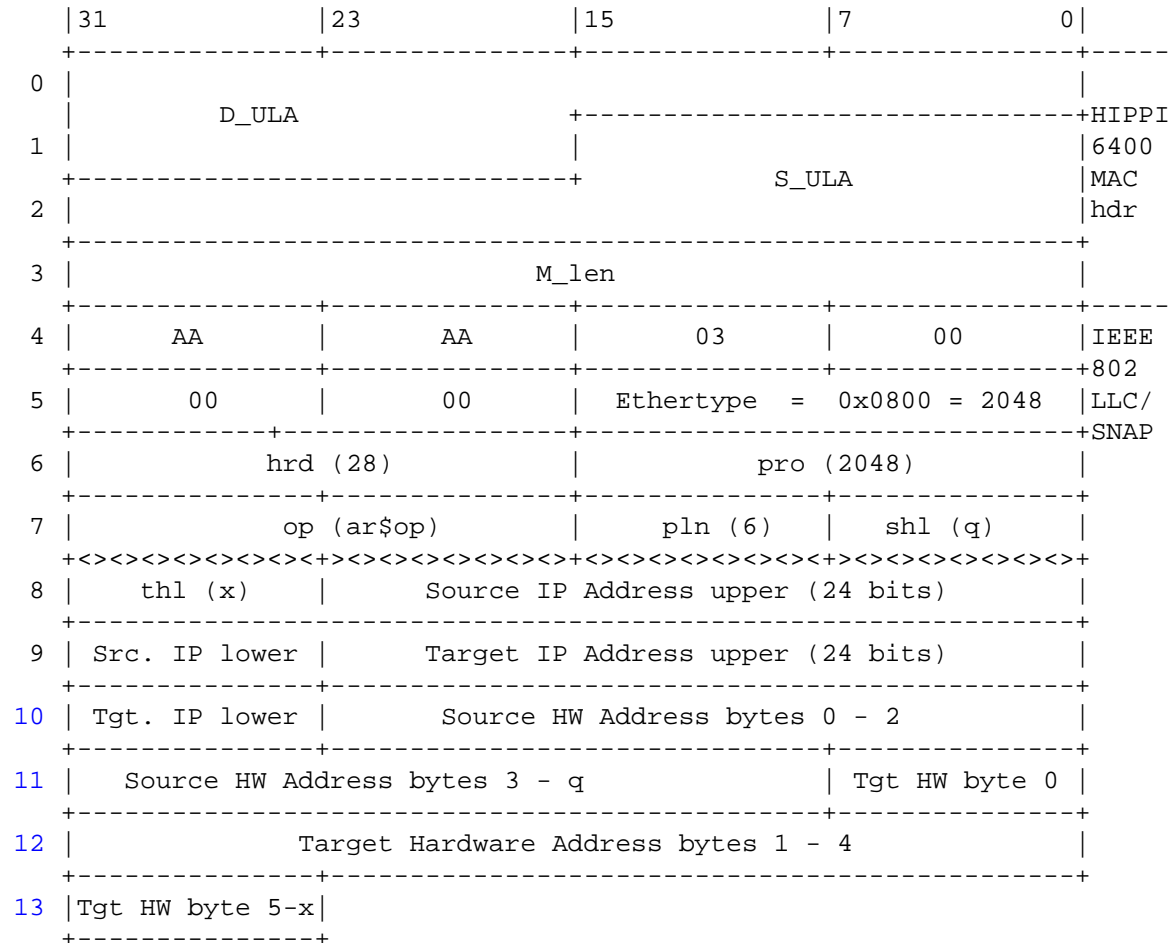 |31 |23 |15 |7 0|
+---------------+---------------+---------------+---------------+-----
0 | |
| D_ULA +-------------------------------+HIPPI
1 | | |6400
+-------------------------------+ S_ULA |MAC
2 | |hdr
+---------------------------------------------------------------+
3 | M_len |
+---------------+---------------+---------------+---------------+-----
4 | AA | AA | 03 | 00 |IEEE
+---------------+---------------+---------------+---------------+802
5 | 00 | 00 | Ethertype = 0x0800 = 2048 |LLC/
+------------+------------------+-------------------------------+SNAP
6 | hrd (28) | pro (2048) |
+---------------+---------------+---------------+---------------+
7 | op (ar$op) | pln (6) | shl (q) |
+<><><><><><><><+><><><><><><><>+<><><><><><><><+><><><><><><><>+
8 | thl (x) | Source IP Address upper (24 bits) |
+---------------------------------------------------------------+
9 | Src. IP lower | Target IP Address upper (24 bits) |
+---------------+-----------------------------------------------+
10 | Tgt. IP lower | Source HW Address bytes 0 - 2 |
+---------------+-------------------------------+---------------+
11 | Source HW Address bytes 3 - q | Tgt HW byte 0 |
+-----------------------------------------------+---------------+
12 | Target Hardware Address bytes 1 - 4 |
+---------------+-----------------------------------------------+
13 |Tgt HW byte 5-x|
+---------------+